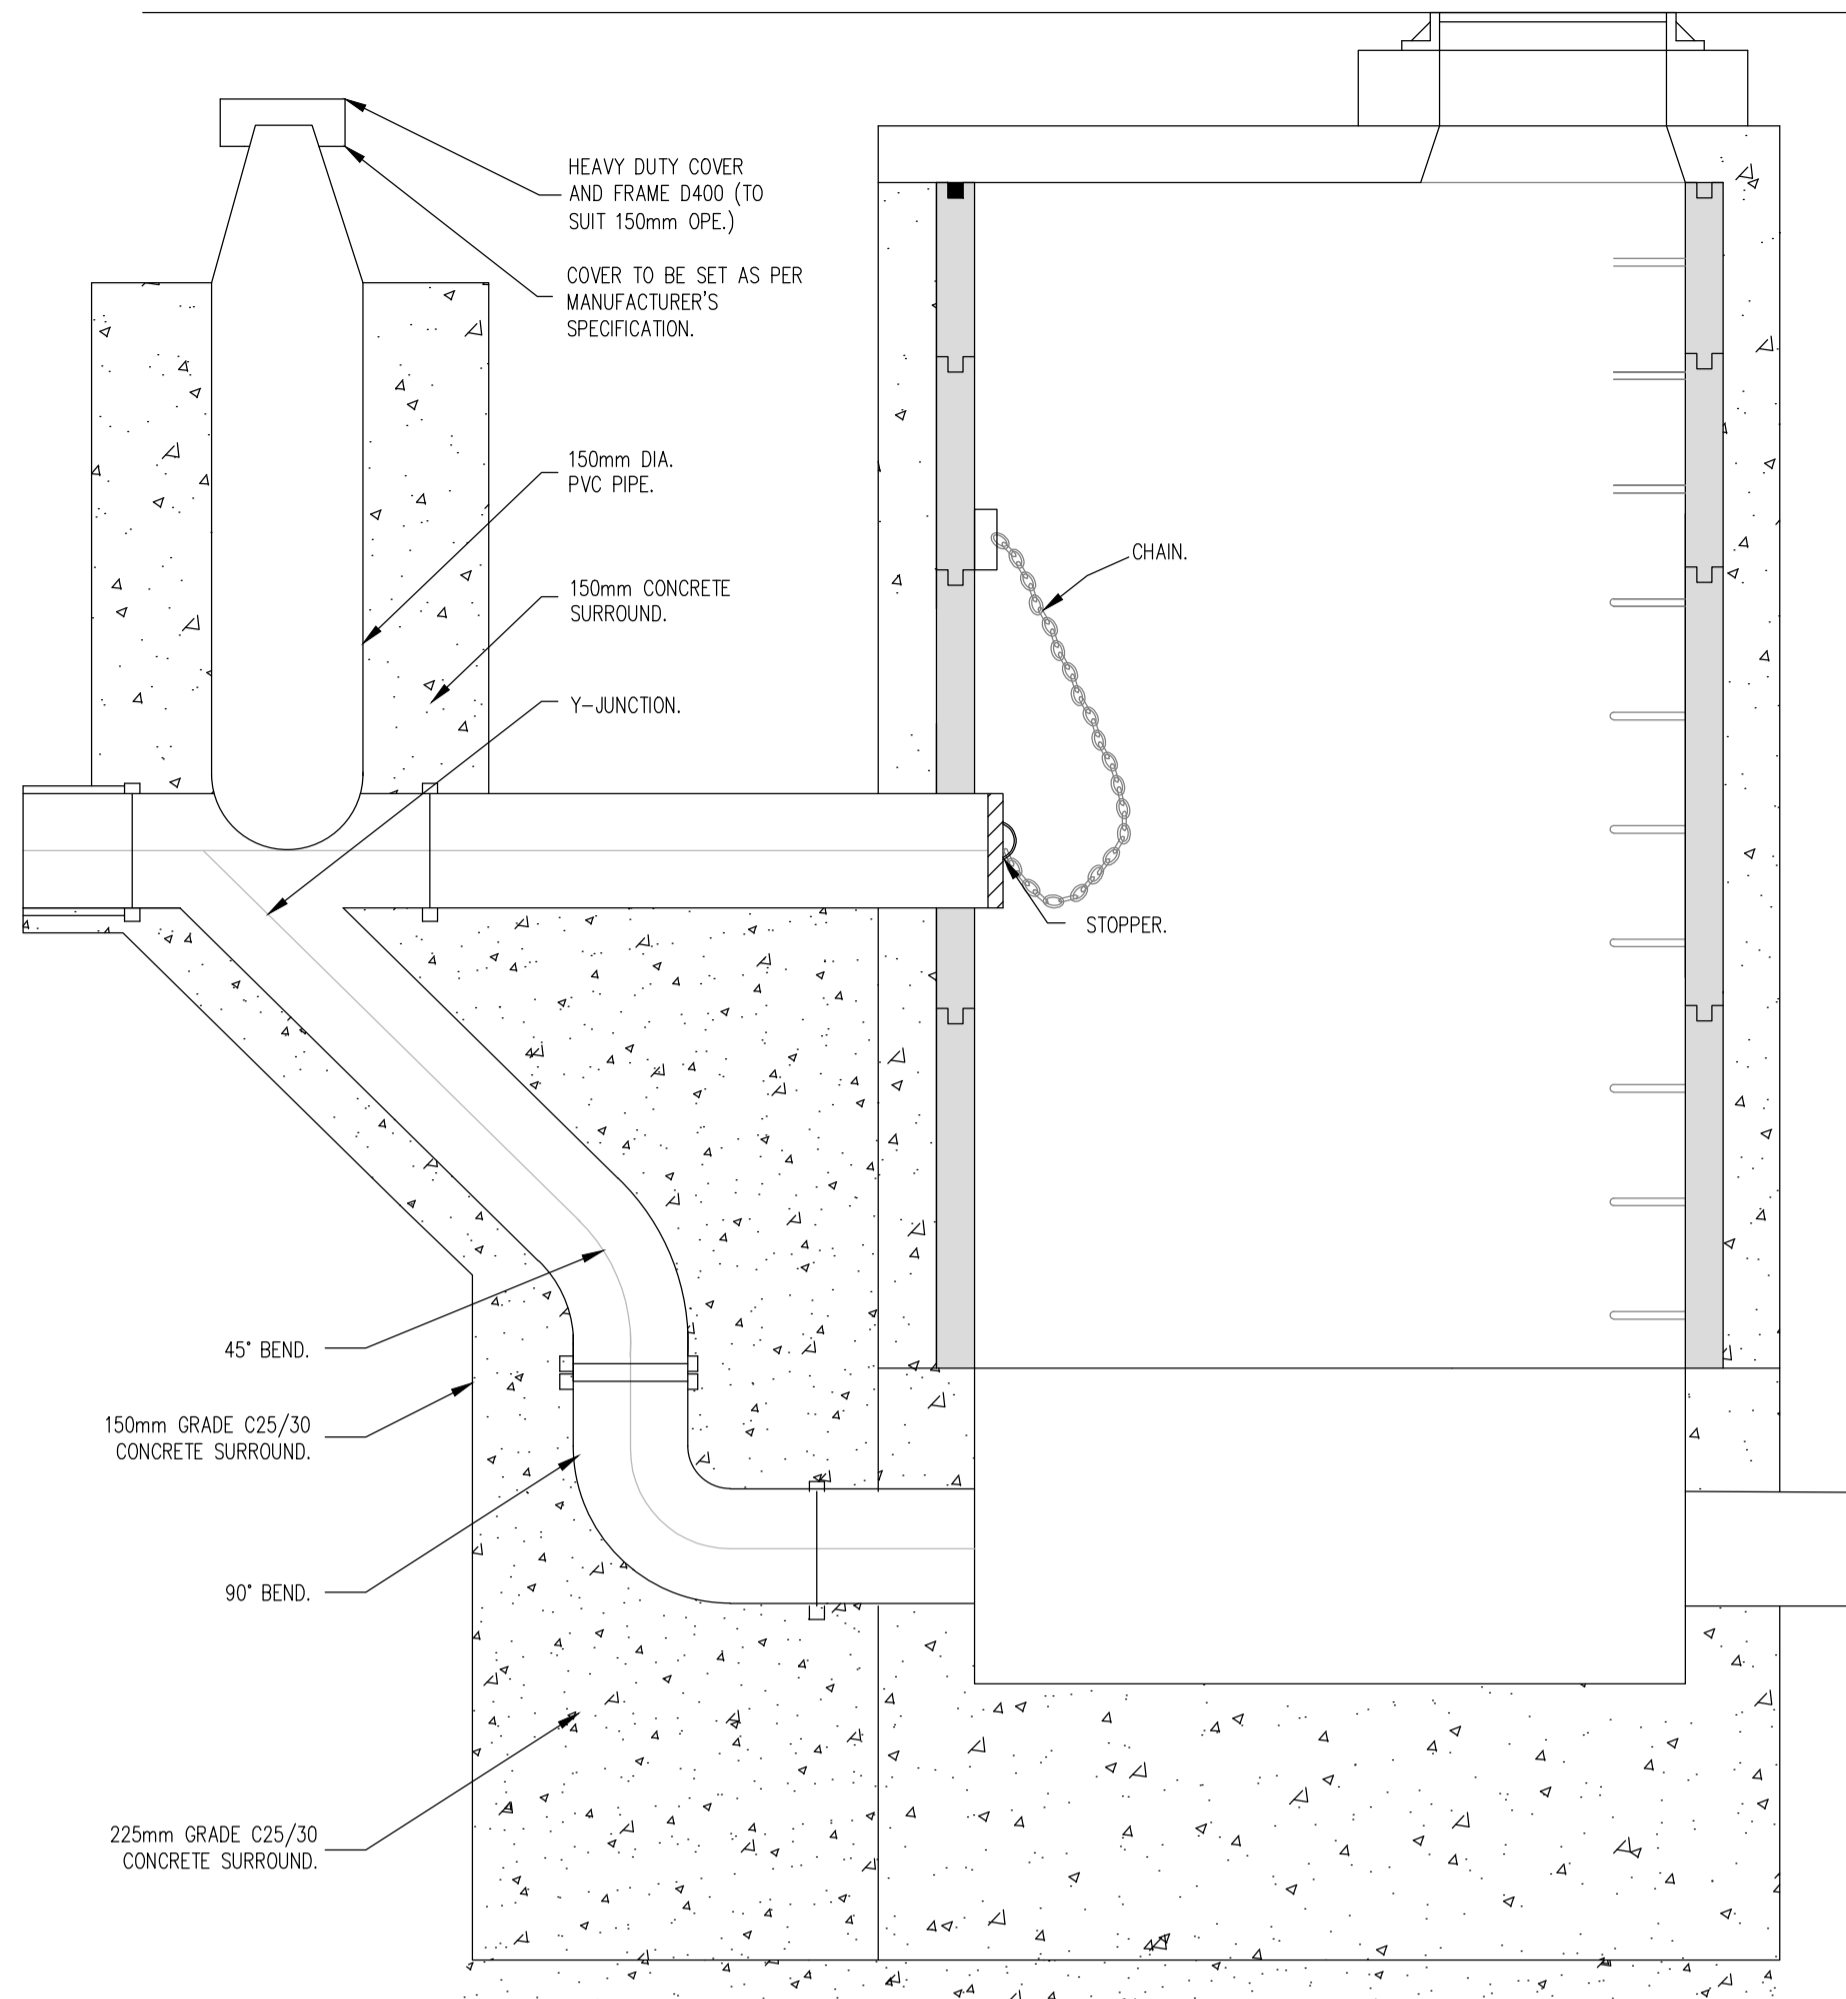 HEAVY DUTY COVER
AND FRAME D400 (TO
SUIT 150mm OPE.)
COVER TO BE SET AS PER
MANUFACTURER'S
SPECIFICATION.
150mm DIA.
PVC PIPE.
CHAIN.
150mm CONCRETE
SURROUND.
Y-JUNCTION.
STOPPER.
45° BEND.
150mm GRADE C25/30
CONCRETE SURROUND.
90° BEND.
225mm GRADE C25/30
CONCRETE SURROUND.